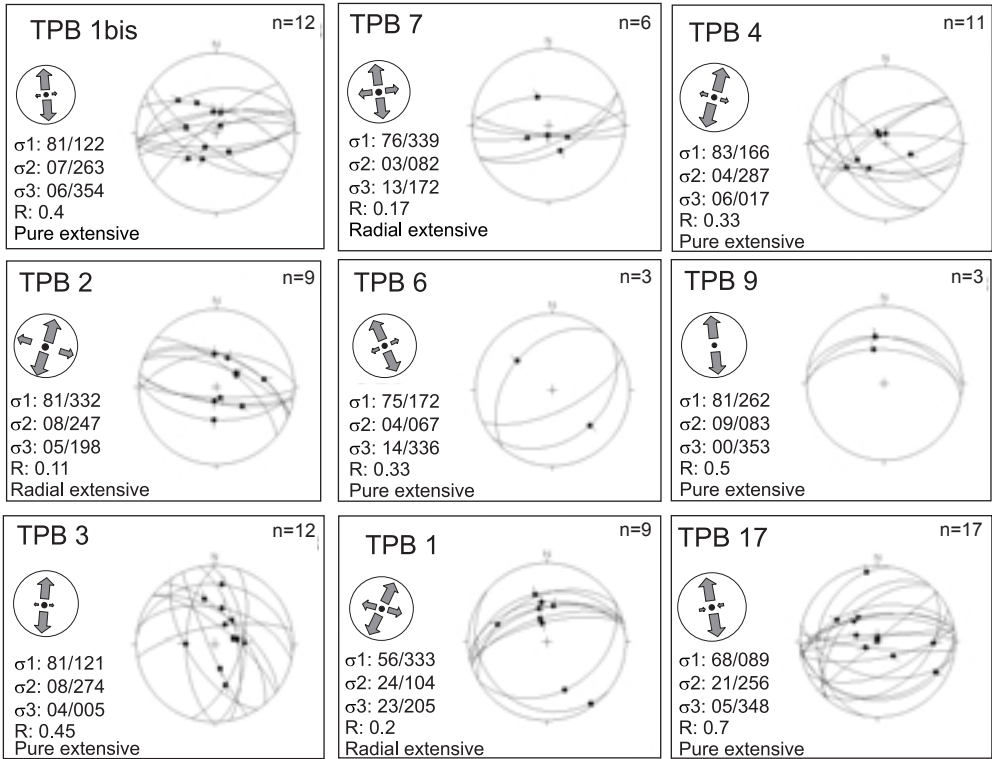 TPB 1bis
n=12
N
σ1: 81/122
σ2: 07/263
σ3: 06/354
R: 0.4
Pure extensive
TPB 7
n=6
N
σ1: 76/339
σ2: 03/082
σ3: 13/172
R: 0.17
Radial extensive
TPB 4
n=11
N
σ1: 83/166
σ2: 04/287
σ3: 06/017
R: 0.33
Pure extensive
TPB 2
n=9
N
σ1: 81/332
σ2: 08/247
σ3: 05/198
R: 0.11
Radial extensive
TPB 6
n=3
N
σ1: 75/172
σ2: 04/067
σ3: 14/336
R: 0.33
Pure extensive
TPB 9
n=3
N
σ1: 81/262
σ2: 09/083
σ3: 00/353
R: 0.5
Pure extensive
TPB 3
n=12
N
σ1: 81/121
σ2: 08/274
σ3: 04/005
R: 0.45
Pure extensive
TPB 1
n=9
N
σ1: 56/333
σ2: 24/104
σ3: 23/205
R: 0.2
Radial extensive
TPB 17
n=17
N
σ1: 68/089
σ2: 21/256
σ3: 05/348
R: 0.7
Pure extensive